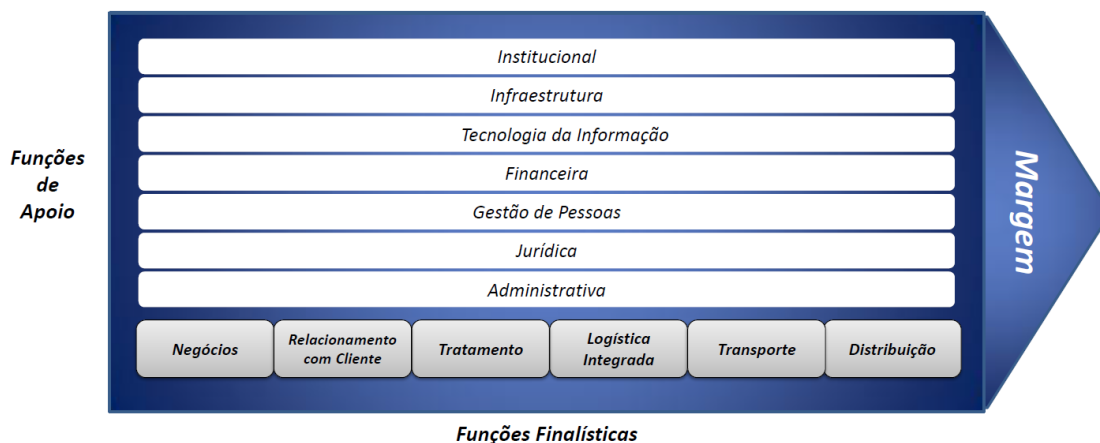 Institucional
Infraestrutura
Tecnologia da Informação
Financeira
Gestão de Pessoas
Jurídica
Administrativa
Funções
de
Apoio
Margem
Negócios
Relacionamento
com Cliente
Tratamento
Logística
Integrada
Transporte
Distribuição
Funções Finalísticas